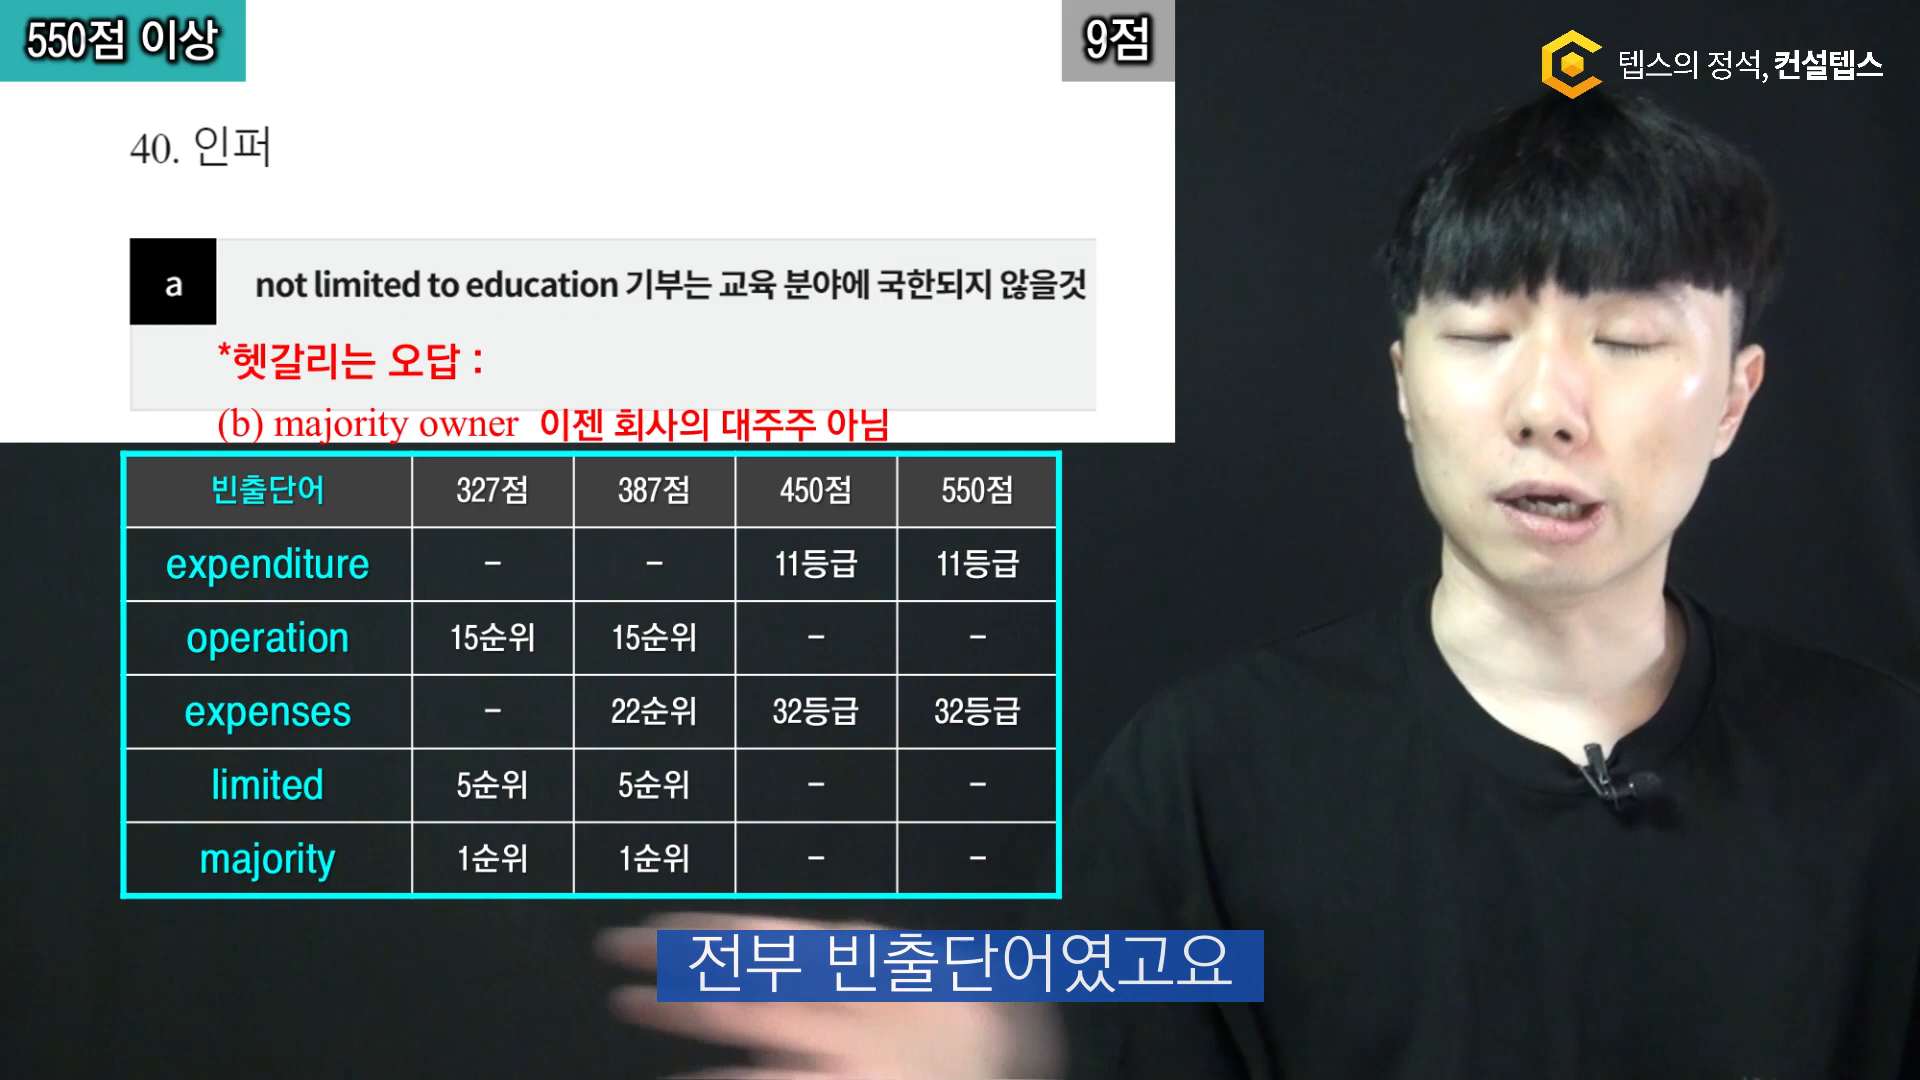 550점 이상
9점
텝스의 정석, 컨설텝스
40. 인퍼
a
not limited to education 기부는 교육 분야에 국한되지 않을것
*헷갈리는 오답 :
(b) majority owner 이젠 회사의 대주주 아님
빈출단어 327점 387점 450점 550점
expenditure – – 11등급 11등급
operation 15순위 15순위 – –
expenses – 22순위 32등급 32등급
limited 5순위 5순위 – –
majority 1순위 1순위 – –
전부 빈출단어였고요